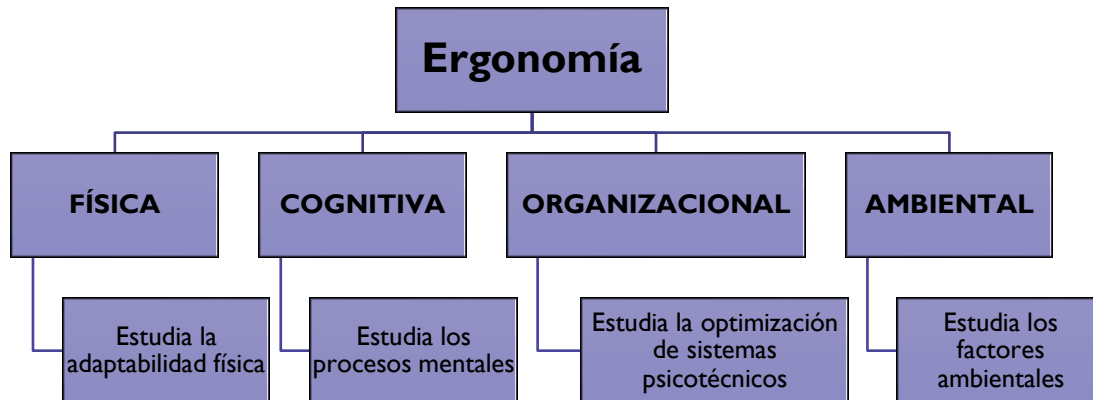 Ergonomía
FÍSICA
COGNITIVA
ORGANIZACIONAL
AMBIENTAL
Estudia la
adaptabilidad física
Estudia los
procesos mentales
Estudia la optimización
de sistemas
psicotécnicos
Estudia los
factores
ambientales